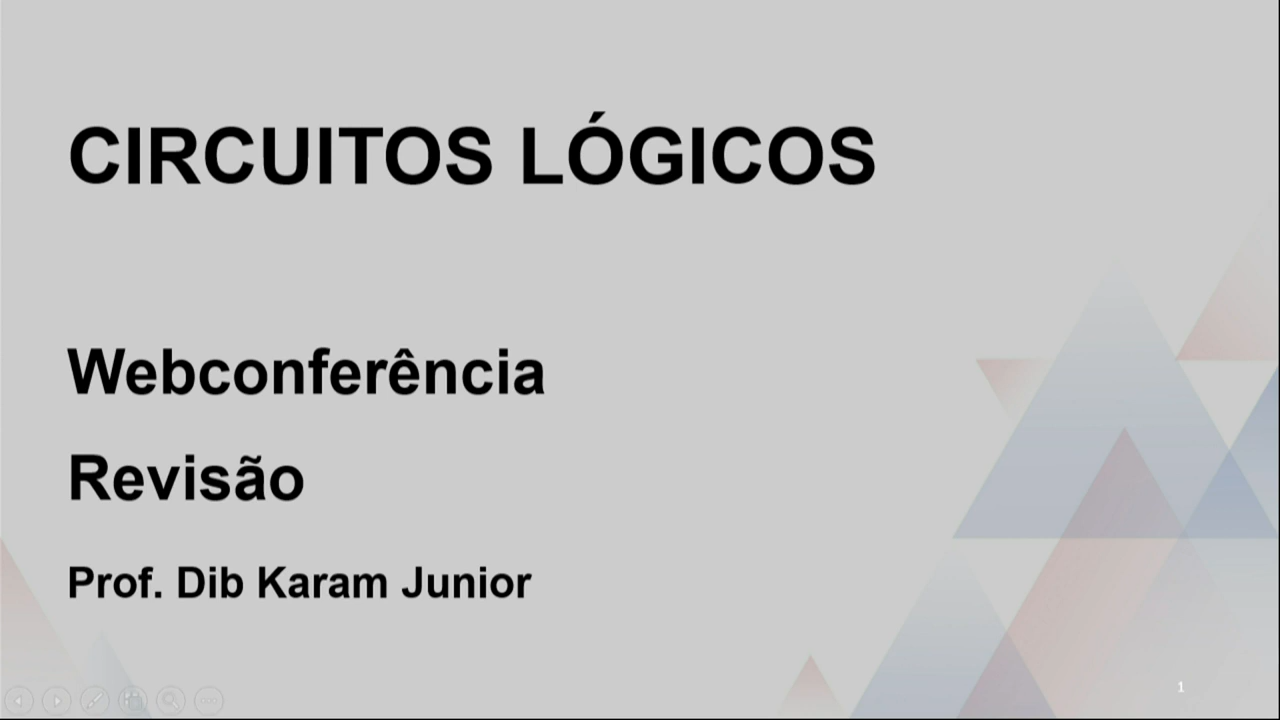 CIRCUITOS LÓGICOS
Webconferência
Revisão
Prof. Dib Karam Junior
1